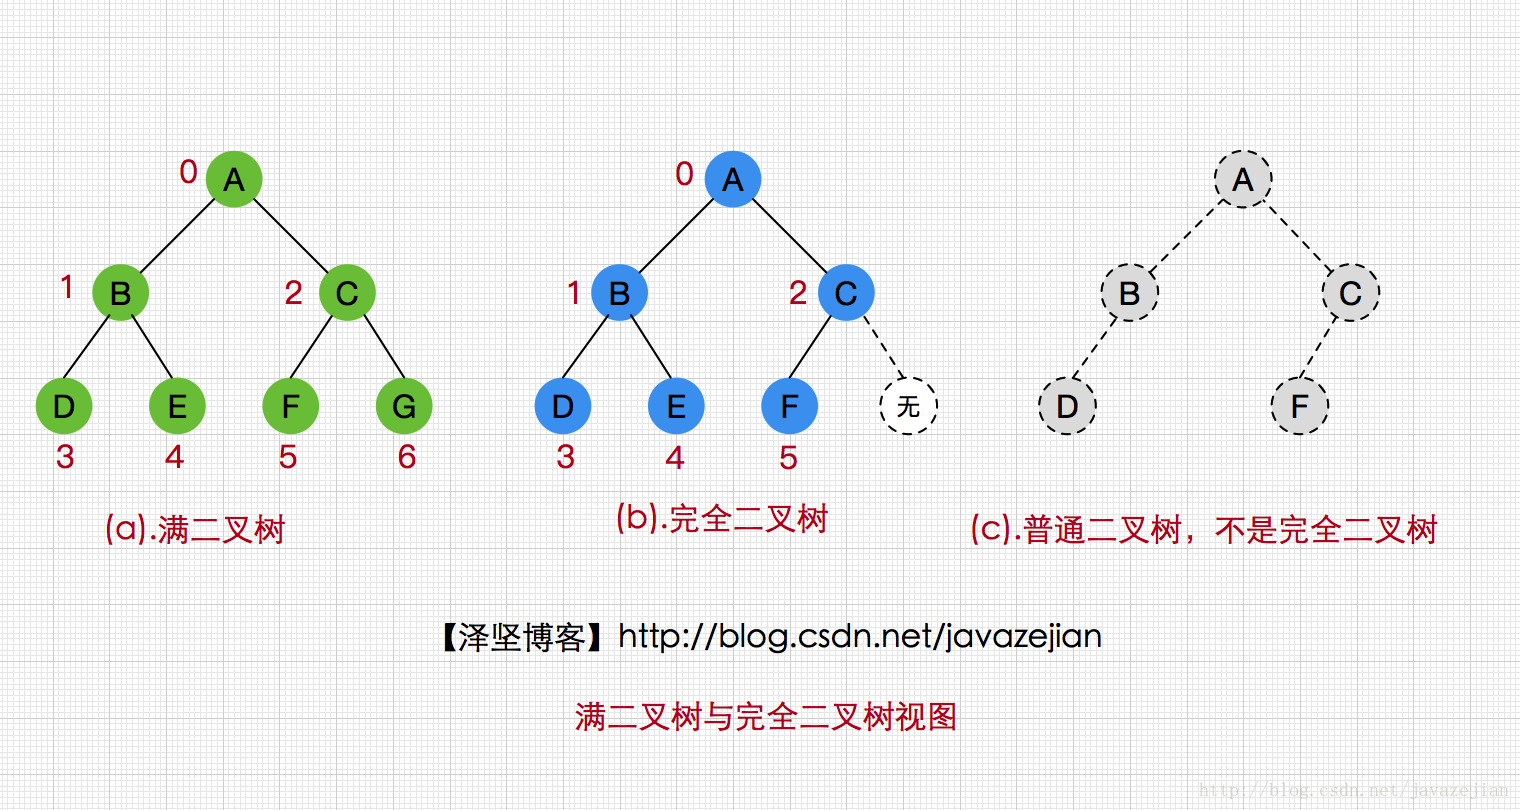 0 A
1 B
2 C
D E F G
3 4 5 6
(a).满二叉树
0 A
1 B
2 C
D E F 无
3 4 5
(b).完全二叉树
A
B C
D F
(c).普通二叉树，不是完全二叉树
【泽坚博客】http://blog.csdn.net/javazejian
满二叉树与完全二叉树视图
http://blog.csdn.net/javazejian